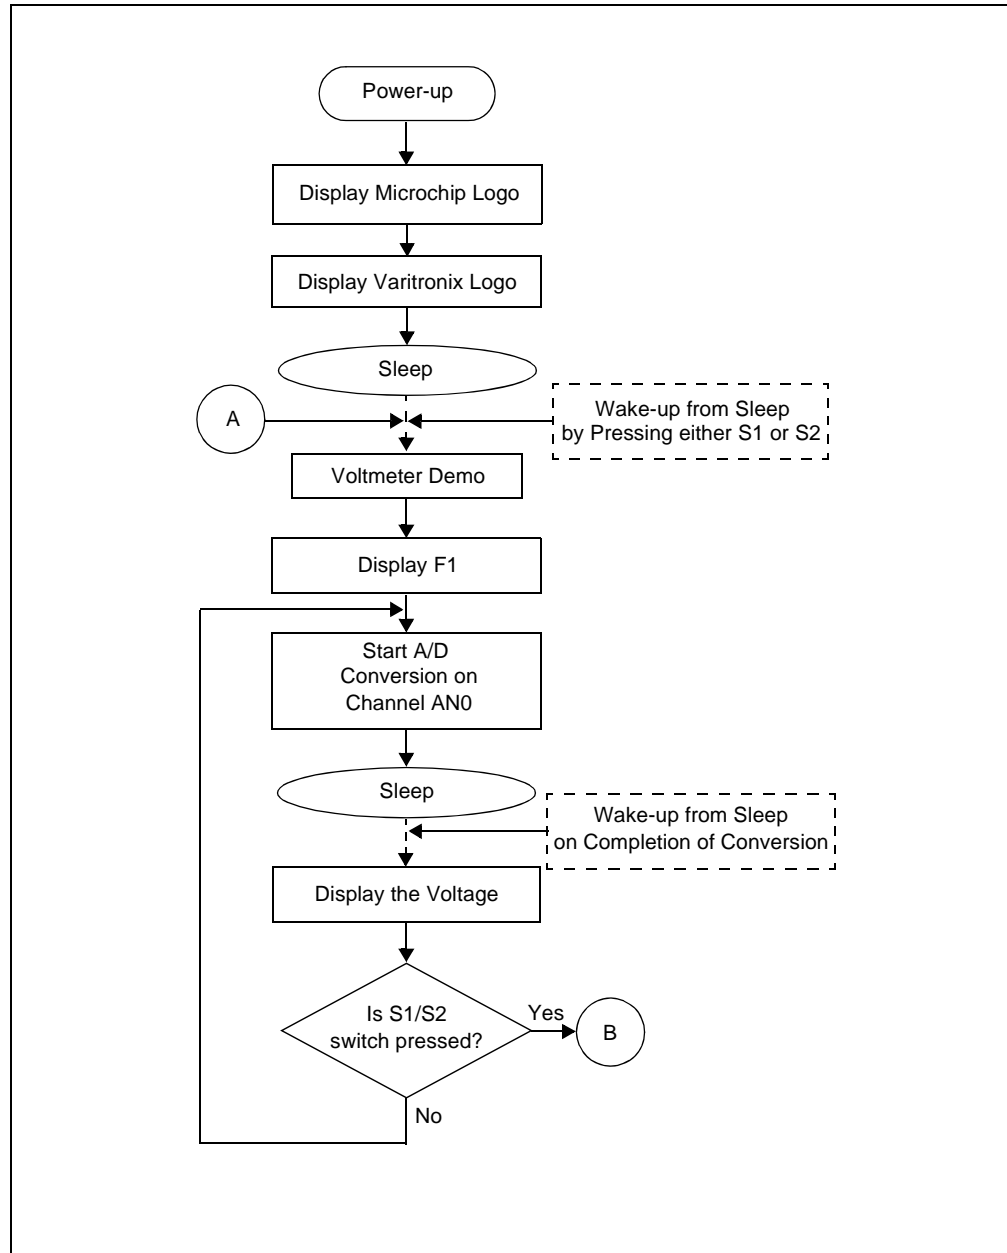 Power-up
Display Microchip Logo
Display Varitronix Logo
Sleep
A
Wake-up from Sleep
by Pressing either S1 or S2
Voltmeter Demo
Display F1
Start A/D
Conversion on
Channel AN0
Sleep
Wake-up from Sleep
on Completion of Conversion
Display the Voltage
Is S1/S2
switch pressed?
Yes
B
No